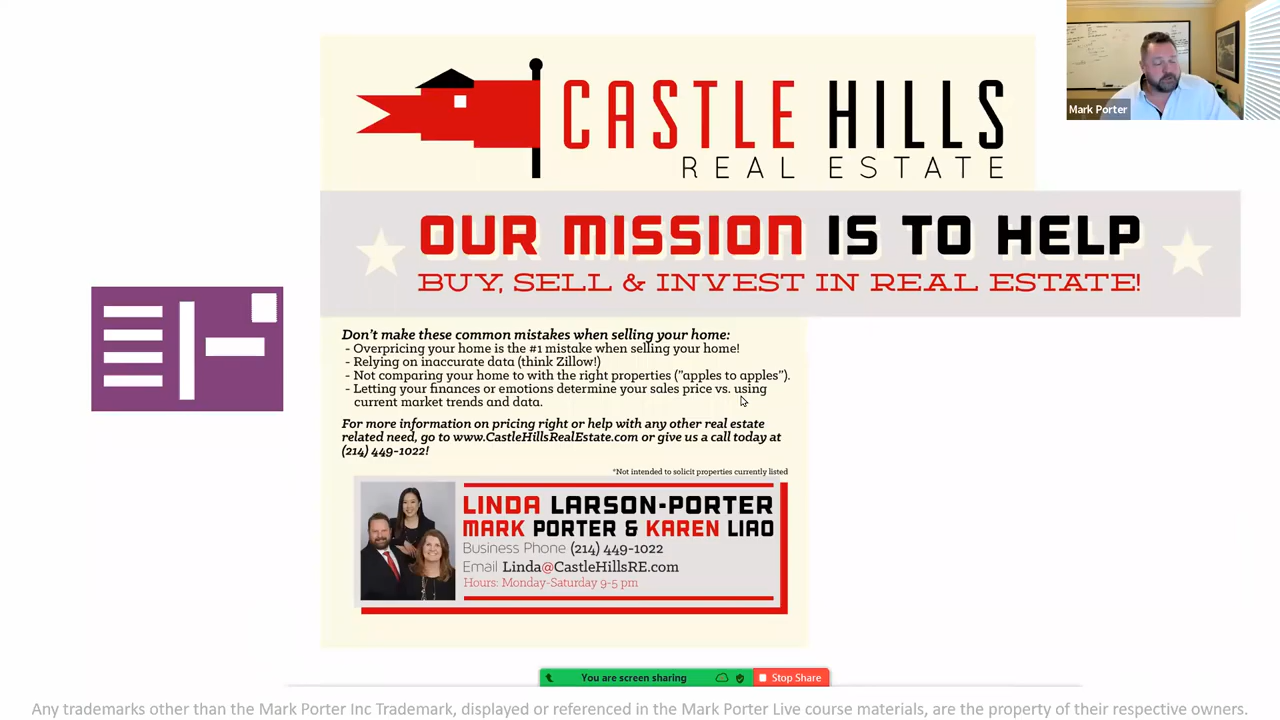 CASTLE HILLS
REAL ESTATE
Mark Porter
OUR MISSION IS TO HELP
BUY, SELL & INVEST IN REAL ESTATE!
Don't make these common mistakes when selling your home:
- Overpricing your home is the #1 mistake when selling your home!
- Relying on inaccurate data (think Zillow!)
- Not comparing your home to with the right properties ("apples to apples").
- Letting your finances or emotions determine your sales price vs. using
current market trends and data.
For more information on pricing right or help with any other real estate
related need, go to www.CastleHillsRealEstate.com or give us a call today at
(214) 449-1022!
*Not intended to solicit properties currently listed
LINDA LARSON-PORTER
MARK PORTER & KAREN LIAO
Business Phone (214) 449-1022
Email Linda@CastleHillsRE.com
Hours: Monday-Saturday 9-5 pm
You are screen sharing
Stop Share
Any trademarks other than the Mark Porter Inc Trademark, displayed or referenced in the Mark Porter Live course materials, are the property of their respective owners.